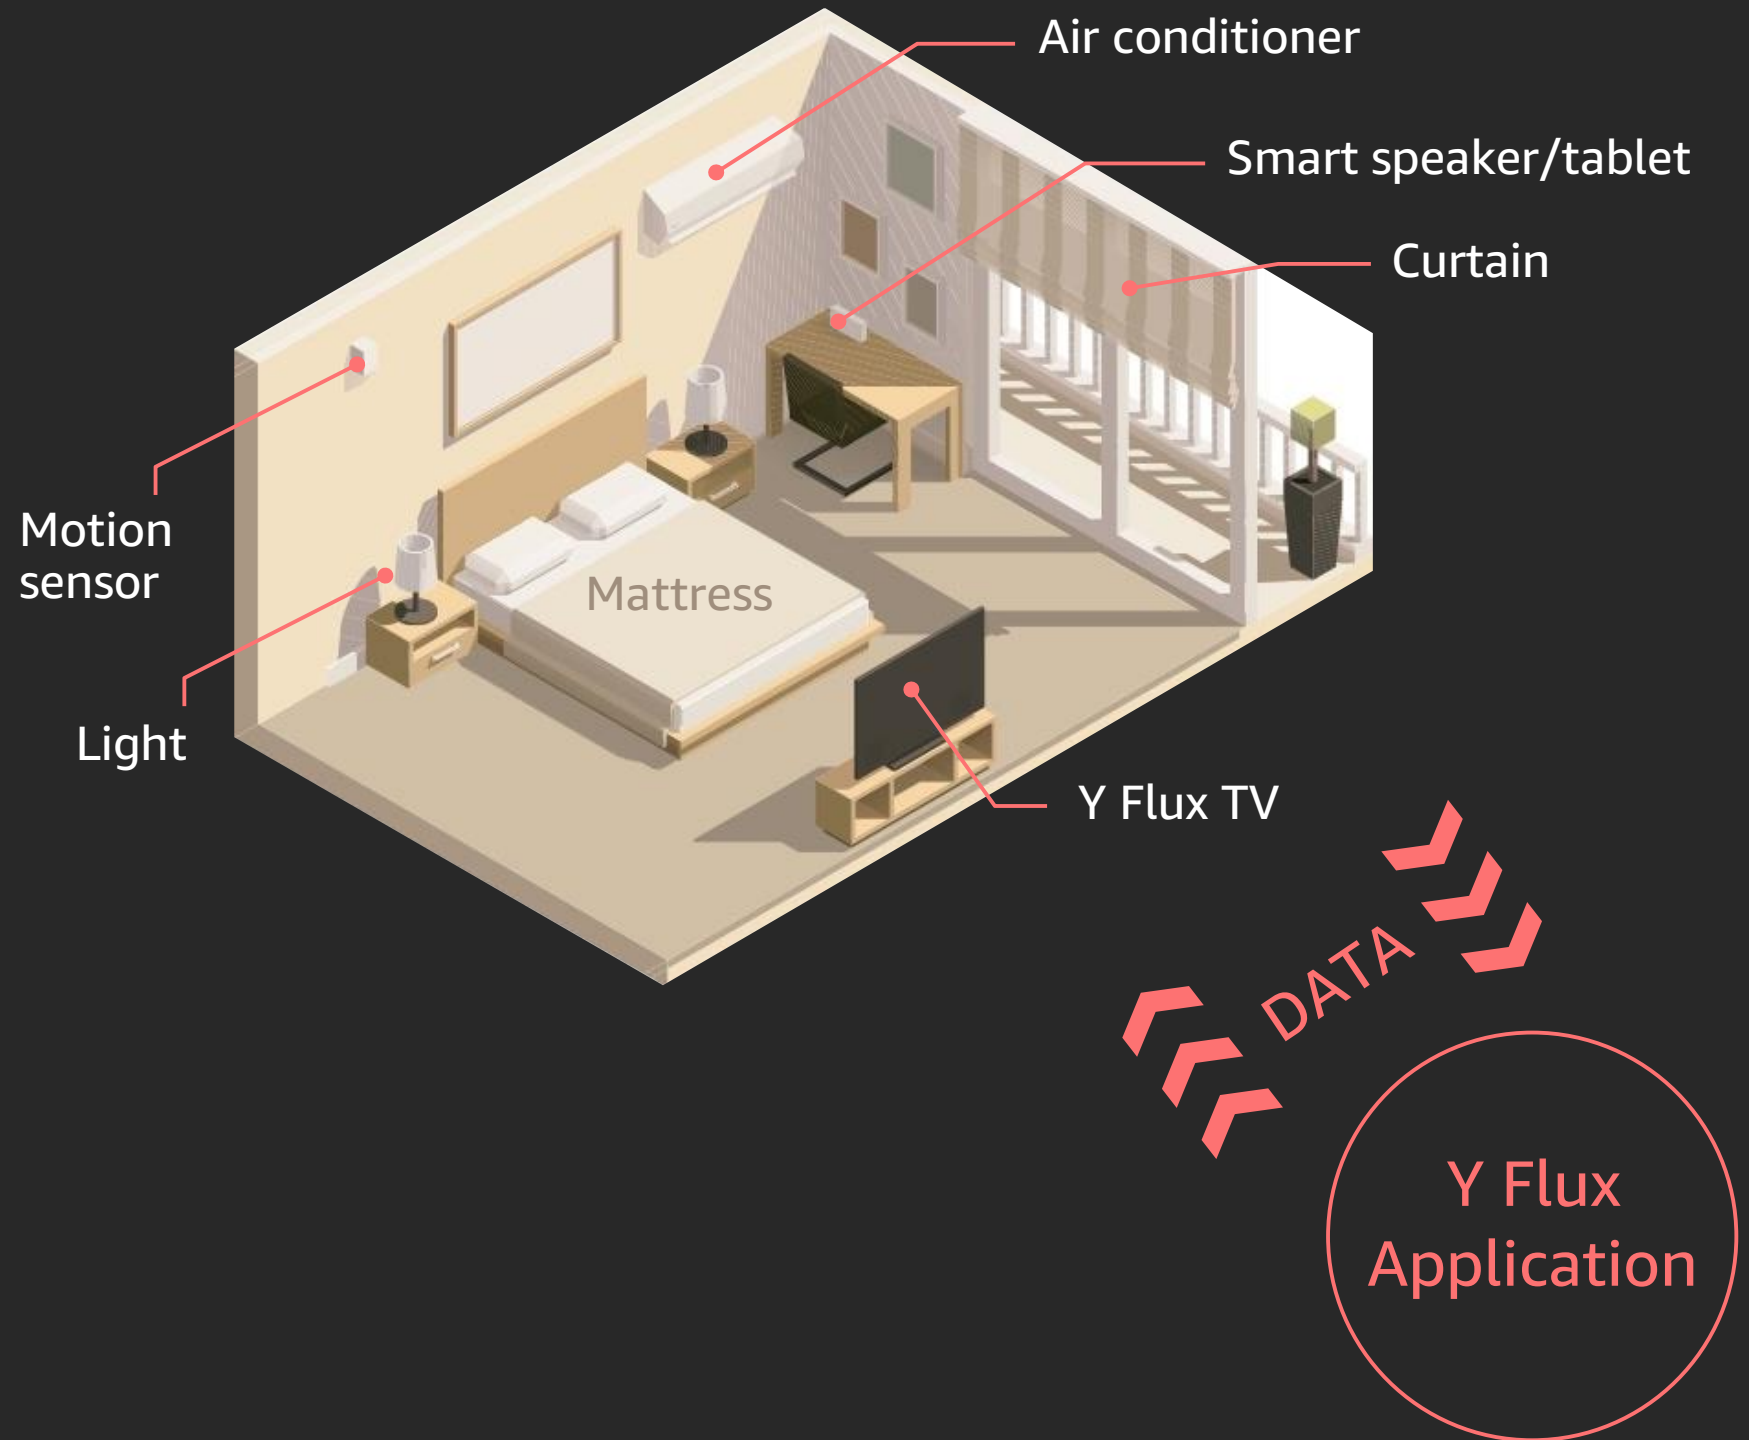 Air conditioner
Smart speaker/tablet
Curtain
Motion
sensor
Mattress
Light
Y Flux TV
DATA
Y Flux
Application